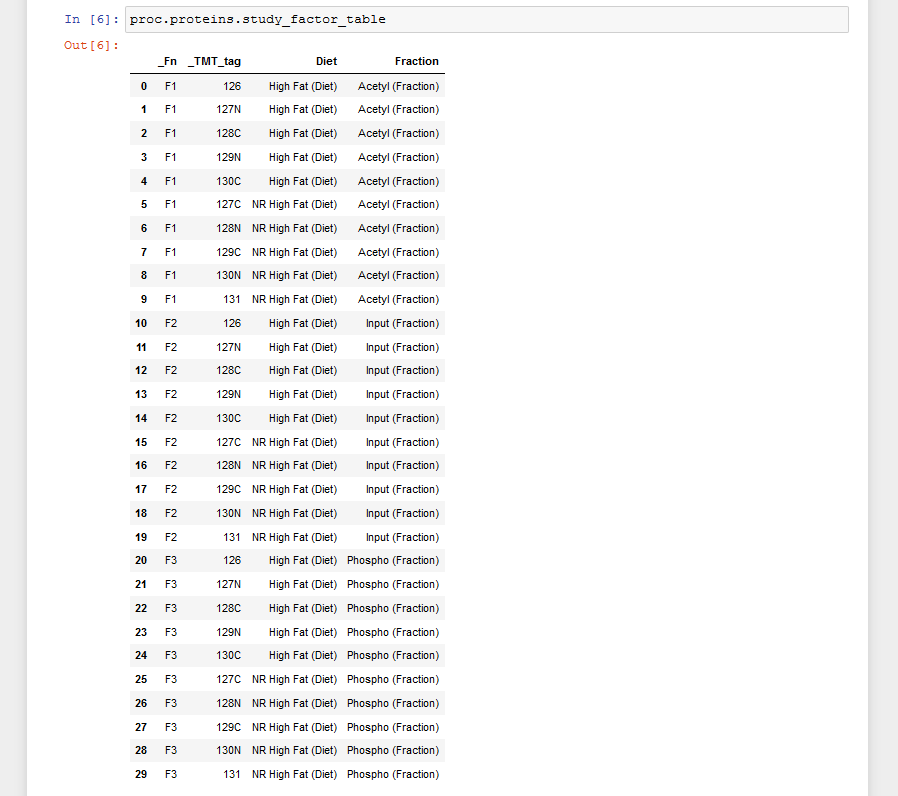 In [6]: proc.proteins.study_factor_table
Out[6]:
_Fn _TMT_tag Diet Fraction
0 F1 126 High Fat (Diet) Acetyl (Fraction)
1 F1 127N High Fat (Diet) Acetyl (Fraction)
2 F1 128C High Fat (Diet) Acetyl (Fraction)
3 F1 129N High Fat (Diet) Acetyl (Fraction)
4 F1 130C High Fat (Diet) Acetyl (Fraction)
5 F1 127C NR High Fat (Diet) Acetyl (Fraction)
6 F1 128N NR High Fat (Diet) Acetyl (Fraction)
7 F1 129C NR High Fat (Diet) Acetyl (Fraction)
8 F1 130N NR High Fat (Diet) Acetyl (Fraction)
9 F1 131 NR High Fat (Diet) Acetyl (Fraction)
10 F2 126 High Fat (Diet) Input (Fraction)
11 F2 127N High Fat (Diet) Input (Fraction)
12 F2 128C High Fat (Diet) Input (Fraction)
13 F2 129N High Fat (Diet) Input (Fraction)
14 F2 130C High Fat (Diet) Input (Fraction)
15 F2 127C NR High Fat (Diet) Input (Fraction)
16 F2 128N NR High Fat (Diet) Input (Fraction)
17 F2 129C NR High Fat (Diet) Input (Fraction)
18 F2 130N NR High Fat (Diet) Input (Fraction)
19 F2 131 NR High Fat (Diet) Input (Fraction)
20 F3 126 High Fat (Diet) Phospho (Fraction)
21 F3 127N High Fat (Diet) Phospho (Fraction)
22 F3 128C High Fat (Diet) Phospho (Fraction)
23 F3 129N High Fat (Diet) Phospho (Fraction)
24 F3 130C High Fat (Diet) Phospho (Fraction)
25 F3 127C NR High Fat (Diet) Phospho (Fraction)
26 F3 128N NR High Fat (Diet) Phospho (Fraction)
27 F3 129C NR High Fat (Diet) Phospho (Fraction)
28 F3 130N NR High Fat (Diet) Phospho (Fraction)
29 F3 131 NR High Fat (Diet) Phospho (Fraction)